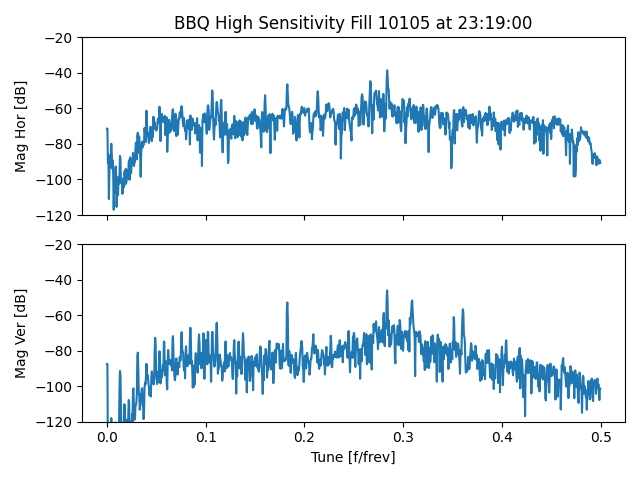 BBQ High Sensitivity Fill 10105 at 23:19:00
Mag Hor [dB]
−20
−40
−60
−80
−100
−120
Mag Ver [dB]
−20
−40
−60
−80
−100
−120
0.0 0.1 0.2 0.3 0.4 0.5
Tune [f/frev]